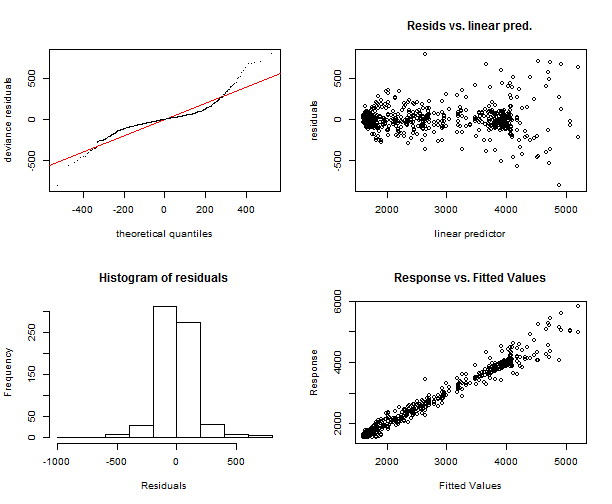 500
0
-500
deviance residuals
-400
-200
0
200
400
theoretical quantiles
Resids vs. linear pred.
500
0
-500
residuals
2000
3000
4000
5000
linear predictor
Histogram of residuals
250
150
50
0
Frequency
-1000
-500
0
500
Residuals
Response vs. Fitted Values
6000
4000
2000
Response
2000
3000
4000
5000
Fitted Values